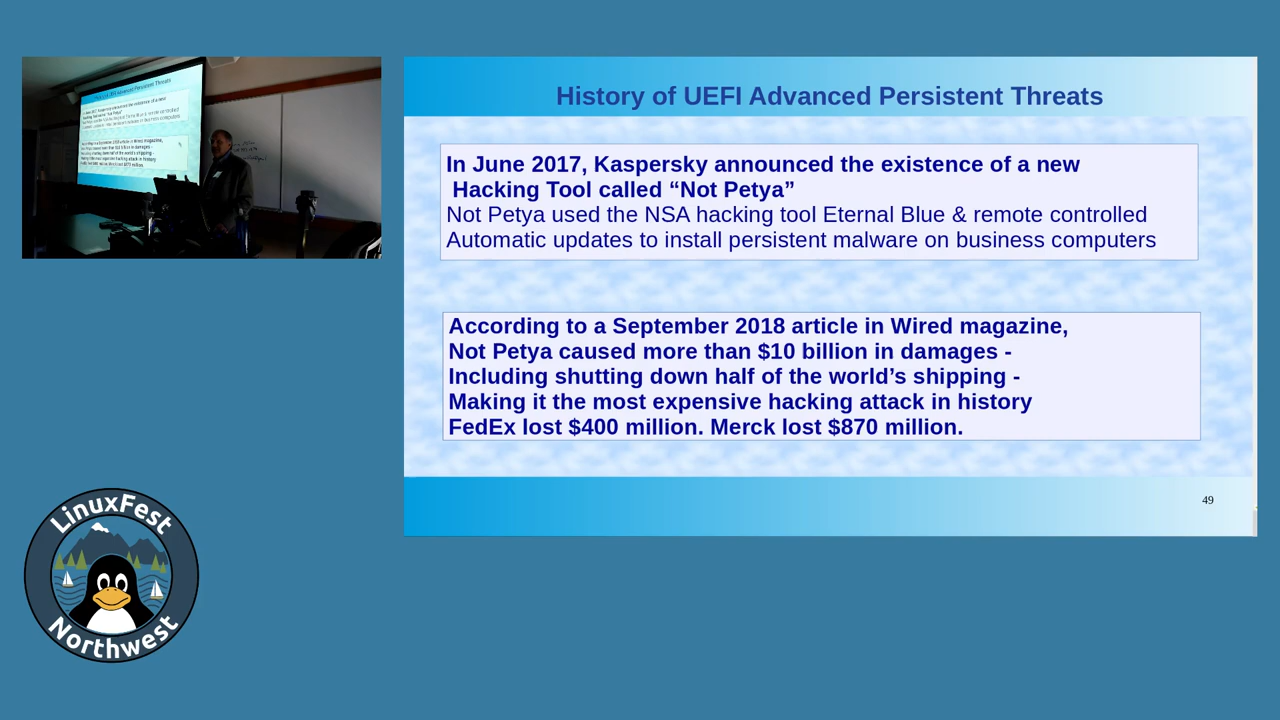 History of UEFI Advanced Persistent Threats
In June 2017, Kaspersky announced the existence of a new
Hacking Tool called “Not Petya”
Not Petya used the NSA hacking tool Eternal Blue & remote controlled
Automatic updates to install persistent malware on business computers
According to a September 2018 article in Wired magazine,
Not Petya caused more than $10 billion in damages -
Including shutting down half of the world’s shipping -
Making it the most expensive hacking attack in history
FedEx lost $400 million. Merck lost $870 million.
49
LinuxFest
Northwest